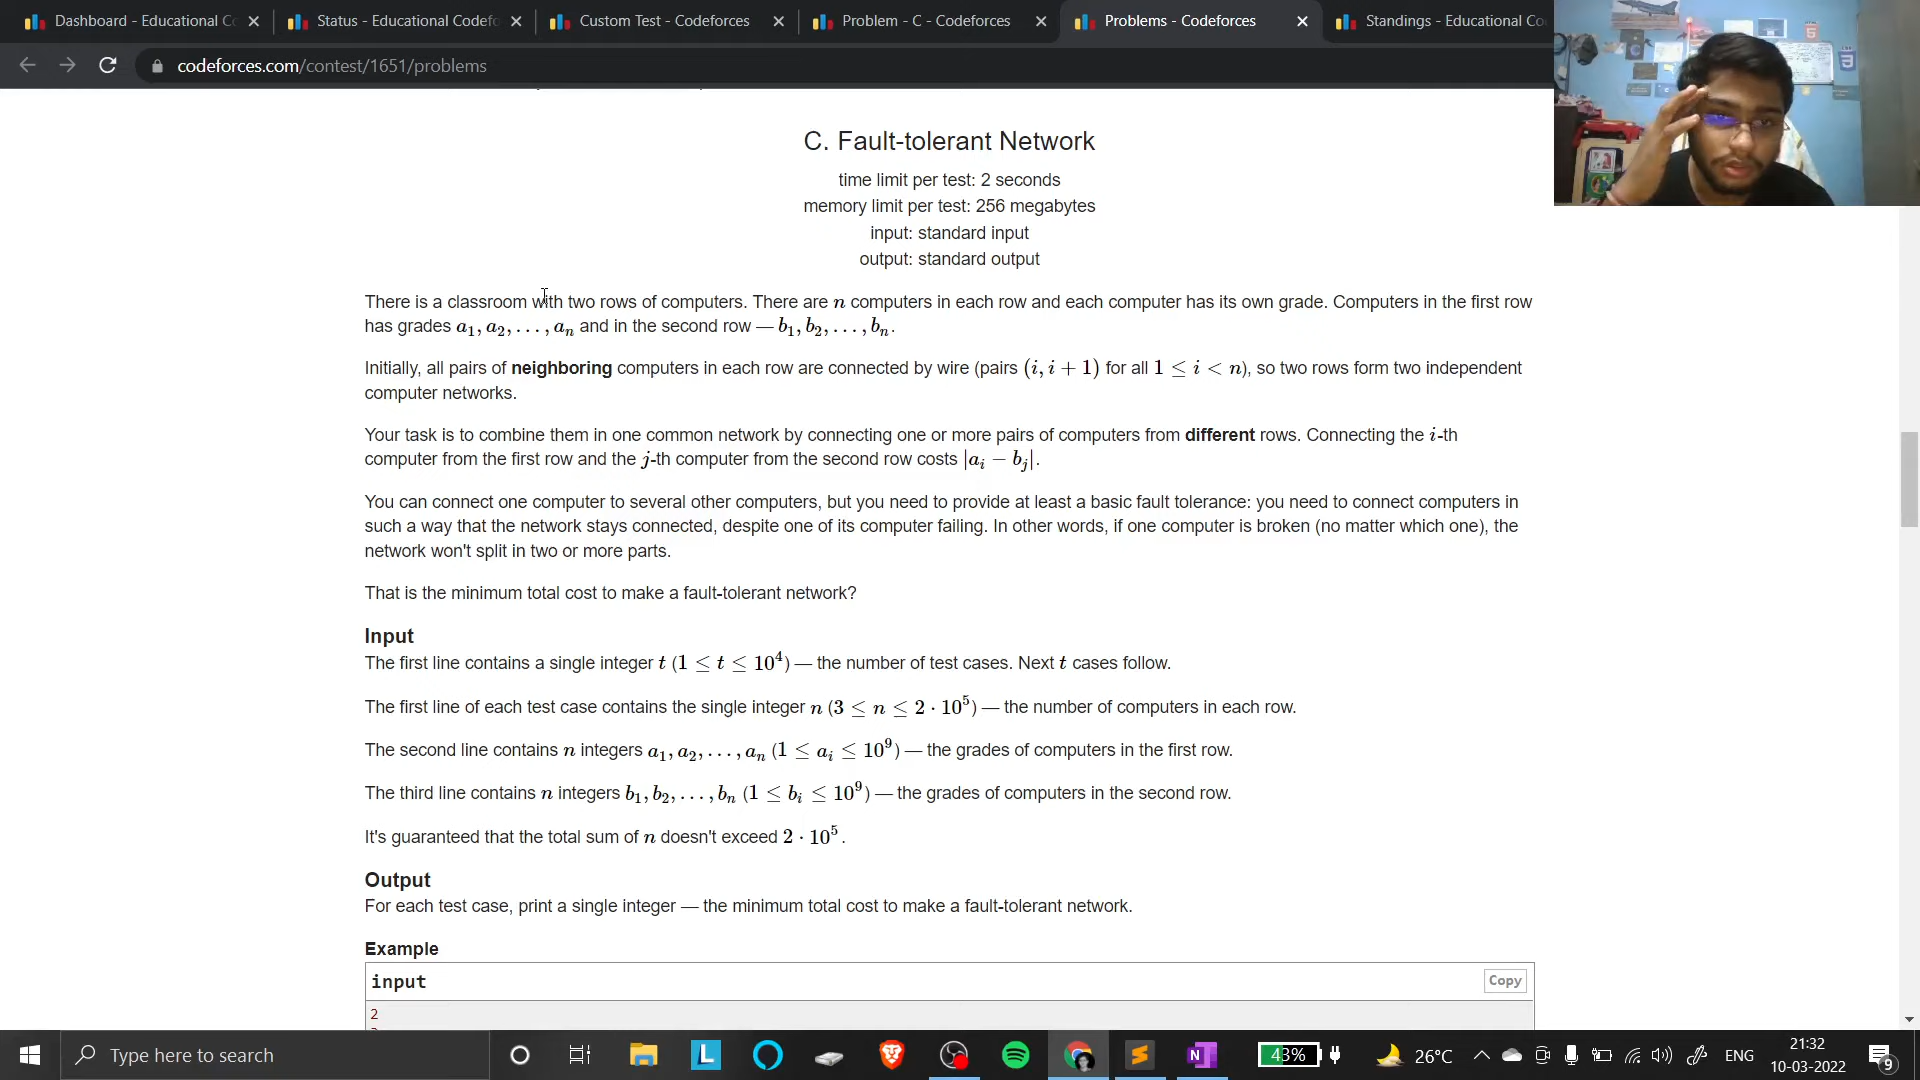 Dashboard - Educational Co
Status - Educational Codefo
Custom Test - Codeforces
Problem - C - Codeforces
Problems - Codeforces
Standings - Educational Co
codeforces.com/contest/1651/problems
C. Fault-tolerant Network
time limit per test: 2 seconds
memory limit per test: 256 megabytes
input: standard input
output: standard output
There is a classroom with two rows of computers. There are n computers in each row and each computer has its own grade. Computers in the first row
has grades a₁, a₂, …, aₙ and in the second row — b₁, b₂, …, bₙ.
Initially, all pairs of neighboring computers in each row are connected by wire (pairs (i, i + 1) for all 1 ≤ i < n), so two rows form two independent
computer networks.
Your task is to combine them in one common network by connecting one or more pairs of computers from different rows. Connecting the i-th
computer from the first row and the j-th computer from the second row costs |aᵢ − bⱼ|.
You can connect one computer to several other computers, but you need to provide at least a basic fault tolerance: you need to connect computers in
such a way that the network stays connected, despite one of its computer failing. In other words, if one computer is broken (no matter which one), the
network won't split in two or more parts.
That is the minimum total cost to make a fault-tolerant network?
Input
The first line contains a single integer t (1 ≤ t ≤ 10⁴) — the number of test cases. Next t cases follow.
The first line of each test case contains the single integer n (3 ≤ n ≤ 2 · 10⁵) — the number of computers in each row.
The second line contains n integers a₁, a₂, …, aₙ (1 ≤ aᵢ ≤ 10⁹) — the grades of computers in the first row.
The third line contains n integers b₁, b₂, …, bₙ (1 ≤ bᵢ ≤ 10⁹) — the grades of computers in the second row.
It's guaranteed that the total sum of n doesn't exceed 2 · 10⁵.
Output
For each test case, print a single integer — the minimum total cost to make a fault-tolerant network.
Example
input
Copy
2
Type here to search
L
N
43%
26°C
ENG
21:32
10-03-2022
9